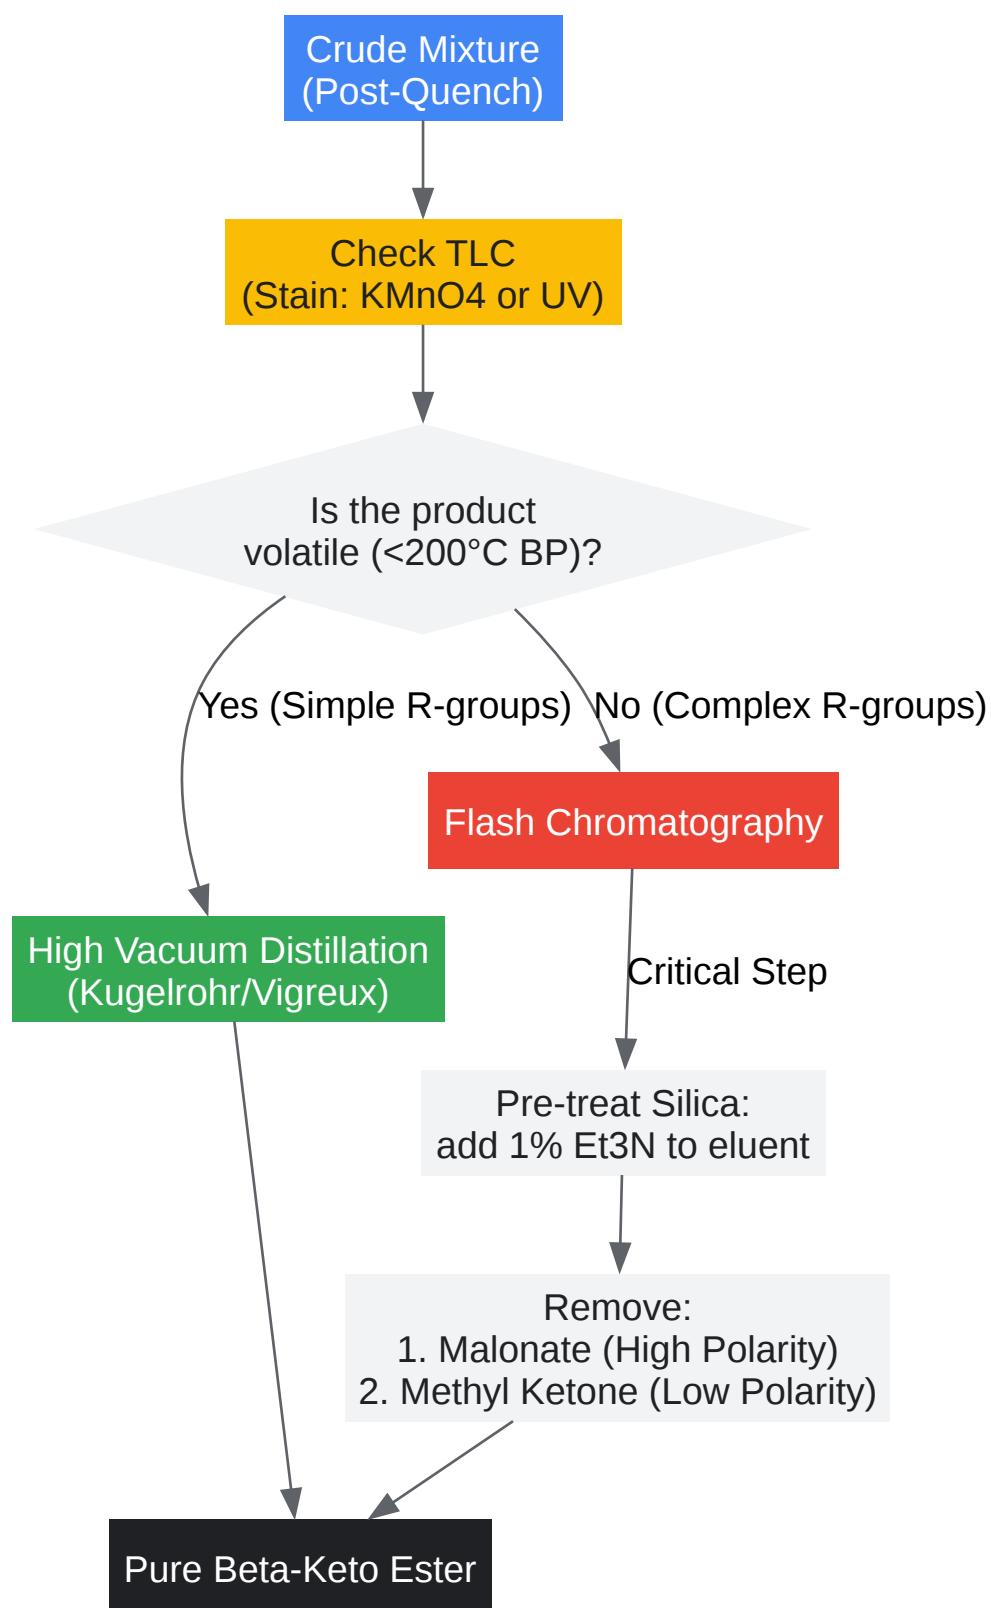 Crude Mixture
(Post-Quench)
Check TLC
(Stain: KMnO4 or UV)
Is the product
volatile (<200°C BP)?
Yes (Simple R-groups)
No (Complex R-groups)
Flash Chromatography
High Vacuum Distillation
(Kugelrohr/Vigreux)
Critical Step
Pre-treat Silica:
add 1% Et3N to eluent
Remove:
1. Malonate (High Polarity)
2. Methyl Ketone (Low Polarity)
Pure Beta-Keto Ester